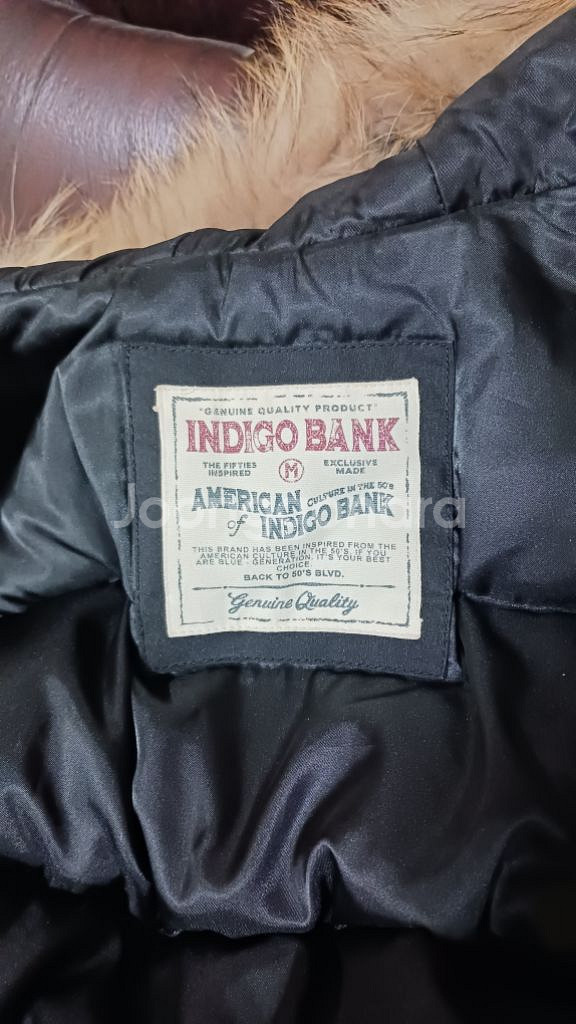 "GENUINE QUALITY PRODUCT"
INDIGO BANK
THE FIFTIES INSPIRED
M
EXCLUSIVE MADE
AMERICAN CULTURE IN THE 50'S
of INDIGO BANK
THIS BRAND HAS BEEN INSPIRED FROM THE
AMERICAN CULTURE IN THE 50'S. IF YOU
ARE BLUE - GENERATION. IT'S YOUR BEST
CHOICE.
BACK TO 50'S BLVD.
Genuine Quality